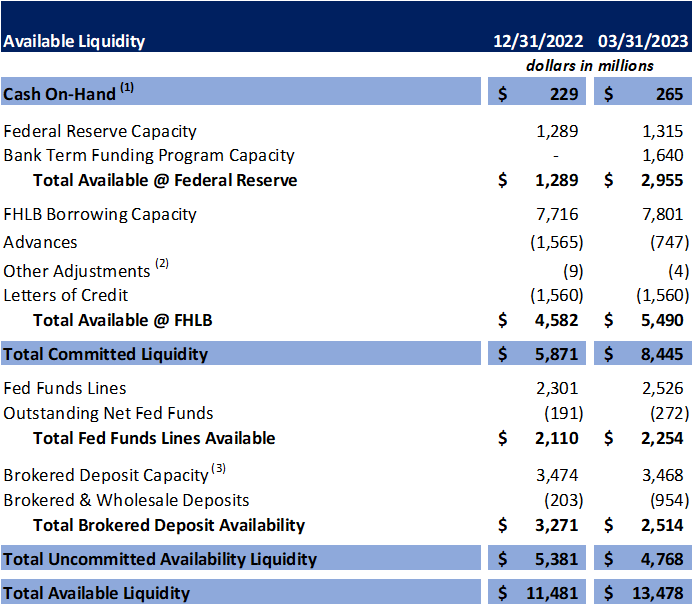 Available Liquidity 12/31/2022 03/31/2023
dollars in millions
Cash On-Hand (1) $ 229 $ 265
Federal Reserve Capacity 1,289 1,315
Bank Term Funding Program Capacity - 1,640
Total Available @ Federal Reserve $ 1,289 $ 2,955
FHLB Borrowing Capacity 7,716 7,801
Advances (1,565) (747)
Other Adjustments (2) (9) (4)
Letters of Credit (1,560) (1,560)
Total Available @ FHLB $ 4,582 $ 5,490
Total Committed Liquidity $ 5,871 $ 8,445
Fed Funds Lines 2,301 2,526
Outstanding Net Fed Funds (191) (272)
Total Fed Funds Lines Available $ 2,110 $ 2,254
Brokered Deposit Capacity (3) 3,474 3,468
Brokered & Wholesale Deposits (203) (954)
Total Brokered Deposit Availability $ 3,271 $ 2,514
Total Uncommitted Availability Liquidity $ 5,381 $ 4,768
Total Available Liquidity $ 11,481 $ 13,478